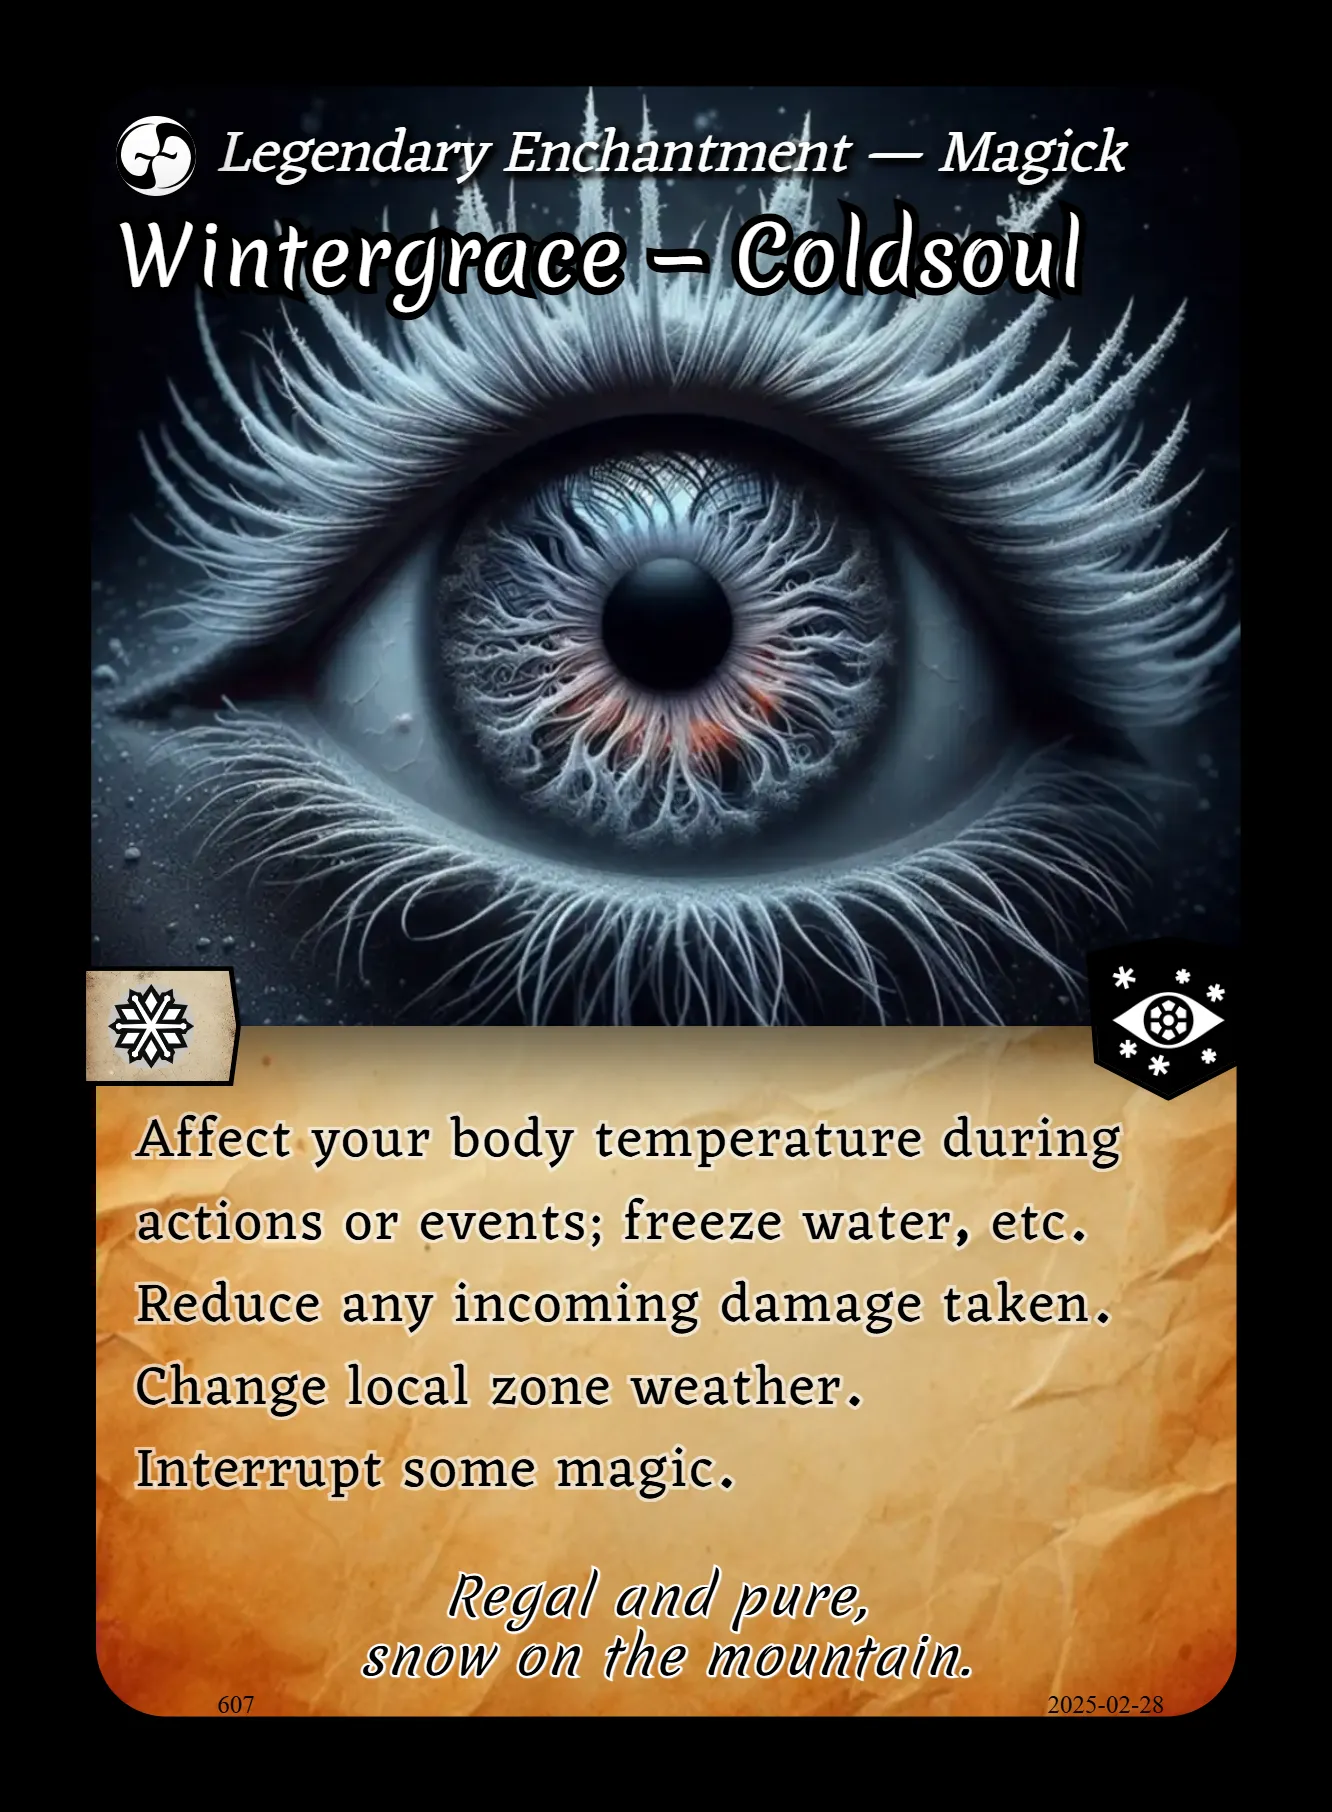 Legendary Enchantment — Magick
Wintergrace – Coldsoul
Affect your body temperature during
actions or events; freeze water, etc.
Reduce any incoming damage taken.
Change local zone weather.
Interrupt some magic.
Regal and pure,
snow on the mountain.
607
2025-02-28